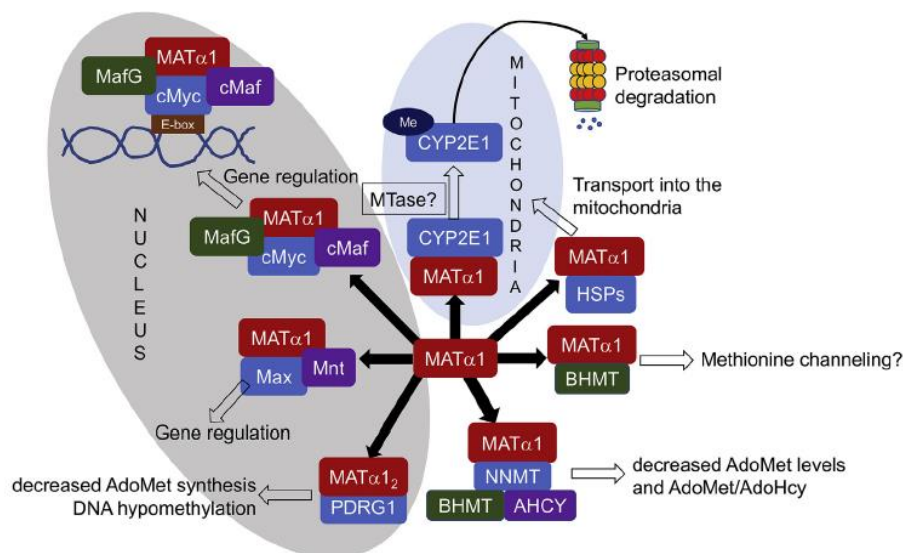 MATα1
MafG
cMaf
cMyc
E-box
Gene regulation
MATα1
MafG
cMaf
cMyc
NUCLEUS
MATα1
Mnt
Max
Gene regulation
MATα1₂
PDRG1
decreased AdoMet synthesis
DNA hypomethylation
MITOCHONDRIA
Me
CYP2E1
MTase?
CYP2E1
MATα1
Proteasomal
degradation
Transport into the
mitochondria
MATα1
HSPs
MATα1
MATα1
BHMT
Methionine channeling?
MATα1
NNMT
BHMT
AHCY
decreased AdoMet levels
and AdoMet/AdoHcy